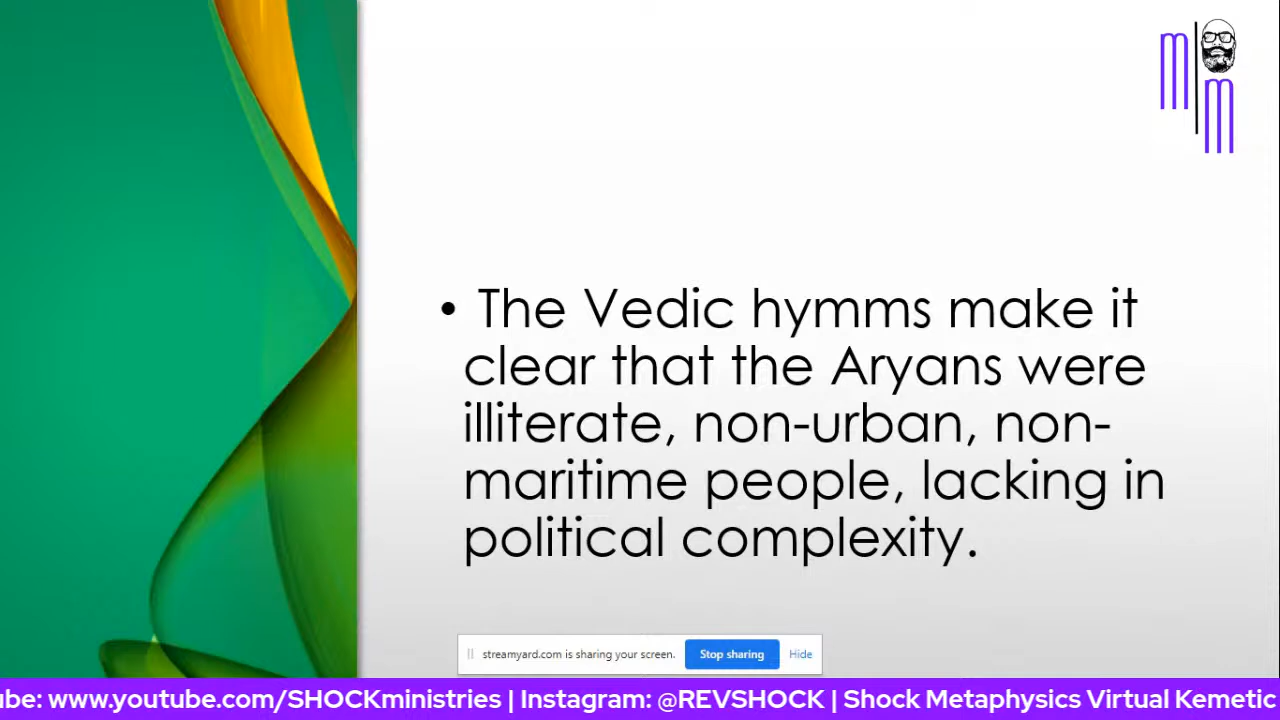 m
m
• The Vedic hymms make it
clear that the Aryans were
illiterate, non-urban, non-
maritime people, lacking in
political complexity.
streamyard.com is sharing your screen. Stop sharing Hide
ube: www.youtube.com/SHOCKministries | Instagram: @REVSHOCK | Shock Metaphysics Virtual Kemetic